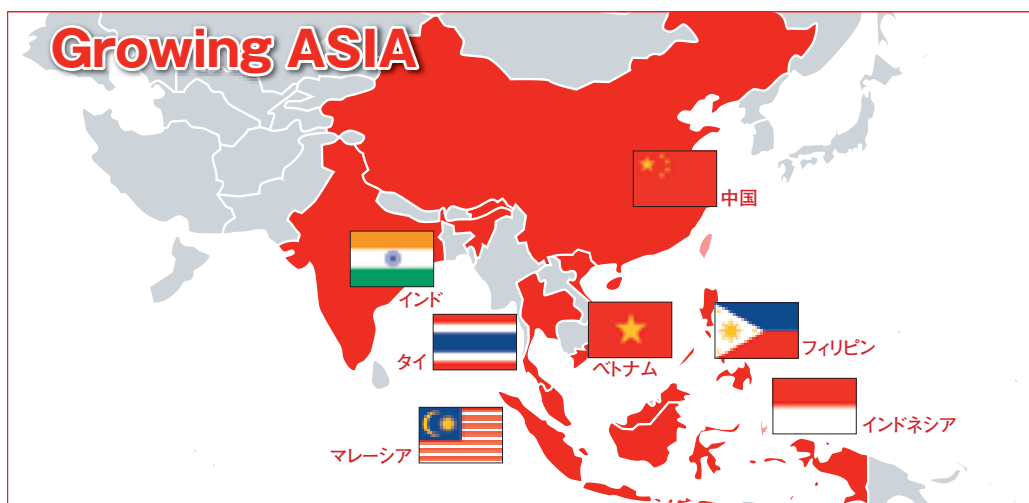 Growing ASIA
中国
インド
タイ
ベトナム
フィリピン
マレーシア
インドネシア